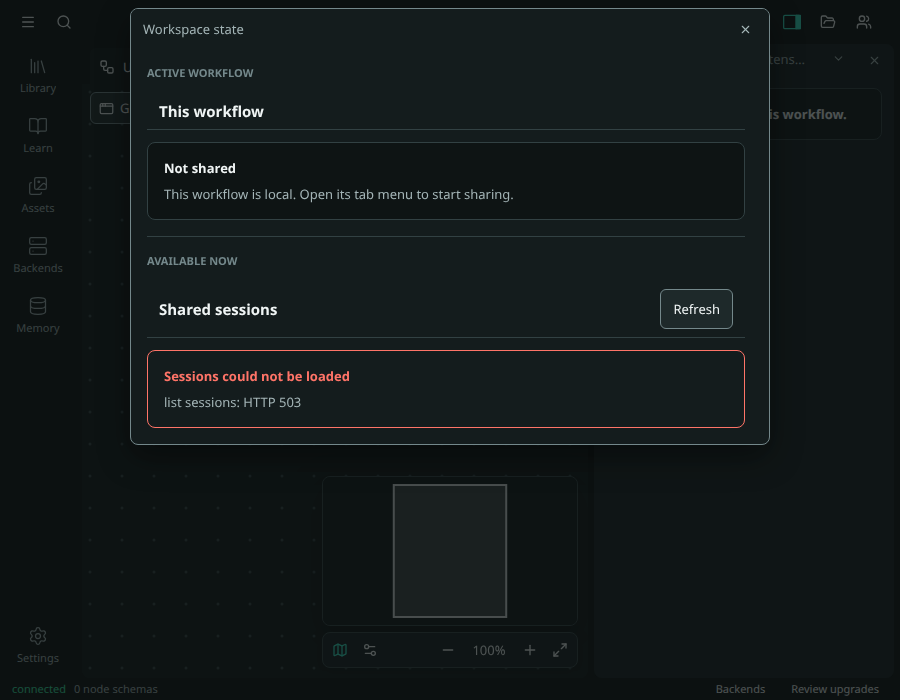 Workspace state
ACTIVE WORKFLOW
This workflow
Not shared
This workflow is local. Open its tab menu to start sharing.
AVAILABLE NOW
Shared sessions
Refresh
Sessions could not be loaded
list sessions: HTTP 503
Library
Learn
Assets
Backends
Memory
Settings
U
G
tens...
is workflow.
100%
connected 0 node schemas
Backends Review upgrades